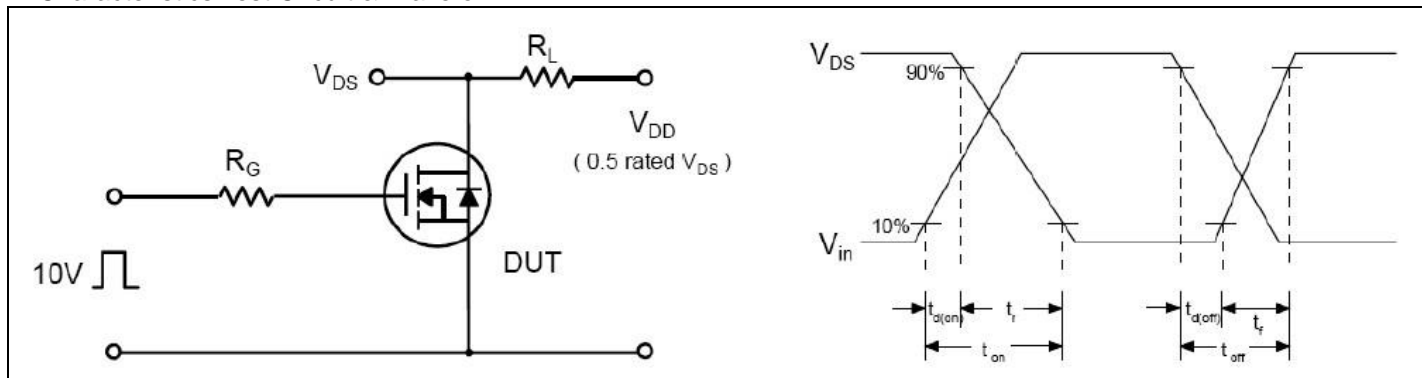 R_L
V_DS
V_DD
( 0.5 rated V_DS )
R_G
DUT
10V
V_DS
90%
10%
V_in
t_d(on)
t_r
t_on
t_d(off)
t_f
t_off